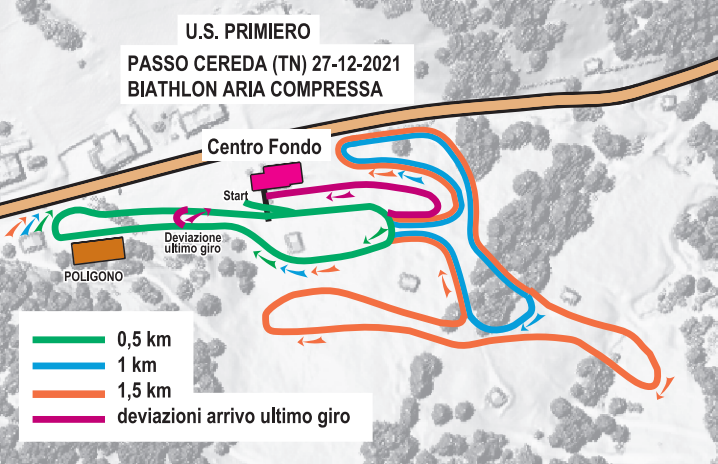 U.S. PRIMIERO
PASSO CEREDA (TN) 27-12-2021
BIATHLON ARIA COMPRESSA
Centro Fondo
Start
Deviazione
ultimo giro
POLIGONO
0,5 km
1 km
1,5 km
deviazioni arrivo ultimo giro